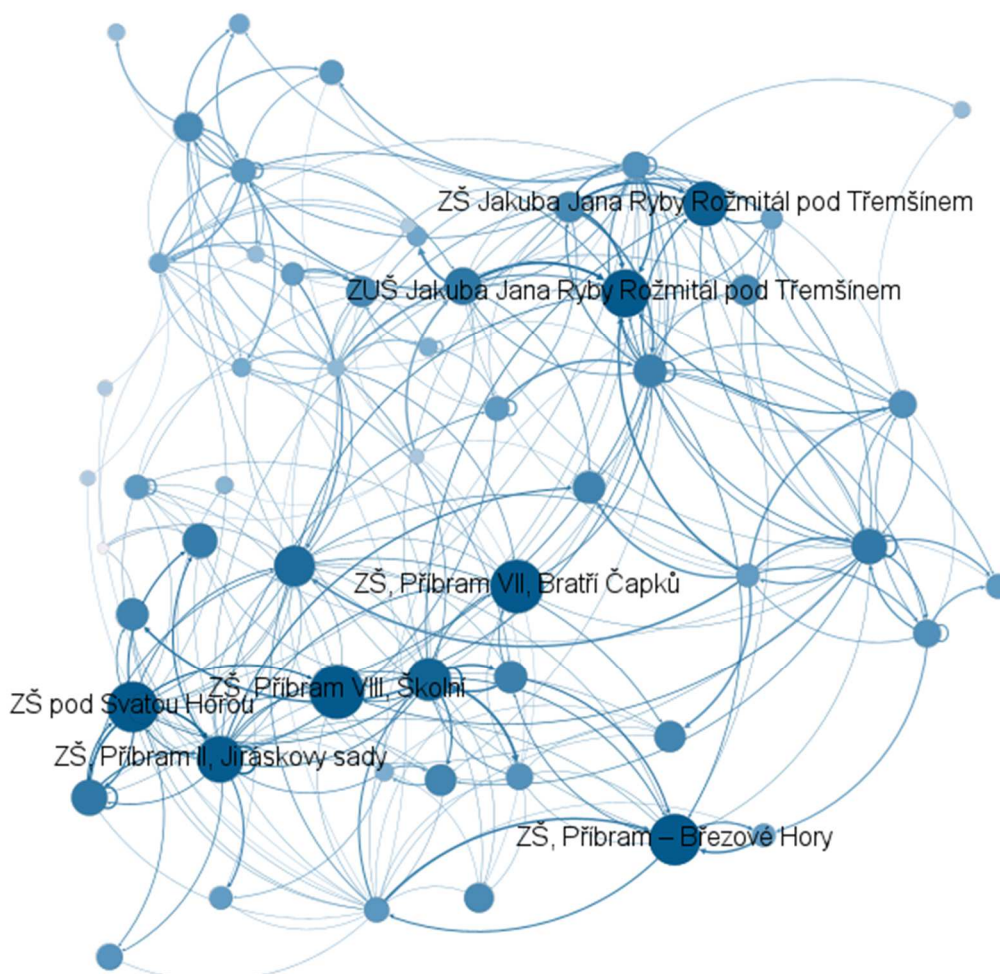 ZŠ Jakuba Jana Ryby Rožmitál pod Třemšínem
ZUŠ Jakuba Jana Ryby Rožmitál pod Třemšínem
ZŠ, Příbram VII, Bratří Čapků
ZŠ, Příbram VIII, Školní
ZŠ pod Svatou Horou
ZŠ, Příbram II, Jiráskovy sady
ZŠ, Příbram – Březové Hory